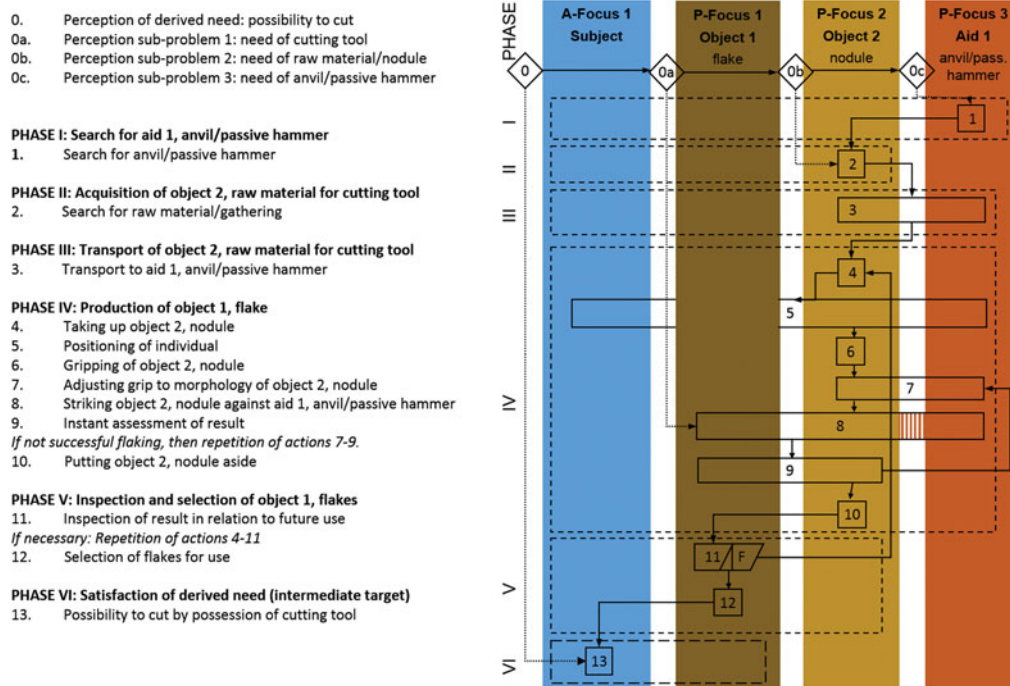 0. Perception of derived need: possibility to cut
0a. Perception sub-problem 1: need of cutting tool
0b. Perception sub-problem 2: need of raw material/nodule
0c. Perception sub-problem 3: need of anvil/passive hammer
PHASE I: Search for aid 1, anvil/passive hammer
1. Search for anvil/passive hammer
PHASE II: Acquisition of object 2, raw material for cutting tool
2. Search for raw material/gathering
PHASE III: Transport of object 2, raw material for cutting tool
3. Transport to aid 1, anvil/passive hammer
PHASE IV: Production of object 1, flake
4. Taking up object 2, nodule
5. Positioning of individual
6. Gripping of object 2, nodule
7. Adjusting grip to morphology of object 2, nodule
8. Striking object 2, nodule against aid 1, anvil/passive hammer
9. Instant assessment of result
If not successful flaking, then repetition of actions 7-9.
10. Putting object 2, nodule aside
PHASE V: Inspection and selection of object 1, flakes
11. Inspection of result in relation to future use
If necessary: Repetition of actions 4-11
12. Selection of flakes for use
PHASE VI: Satisfaction of derived need (intermediate target)
13. Possibility to cut by possession of cutting tool
PHASE
A-Focus 1
Subject
P-Focus 1
Object 1
flake
P-Focus 2
Object 2
nodule
P-Focus 3
Aid 1
anvil/pass.
hammer
0
0a
0b
0c
I
1
II
2
III
3
4
5
6
7
IV
8
9
10
11 F
V
12
VI
13